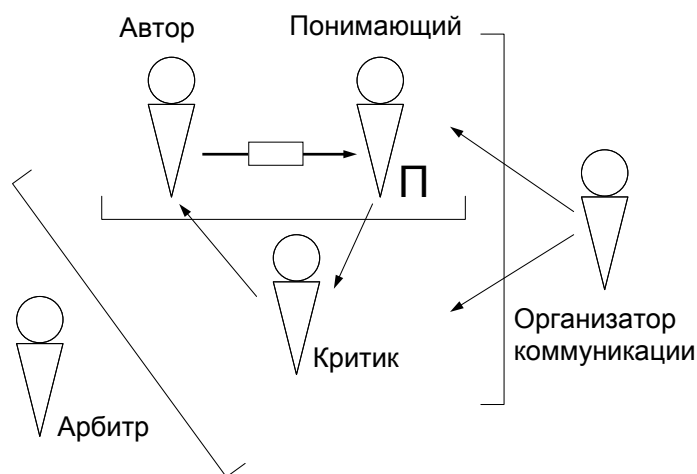 Автор
Понимающий
П
Организатор
коммуникации
Критик
Арбитр